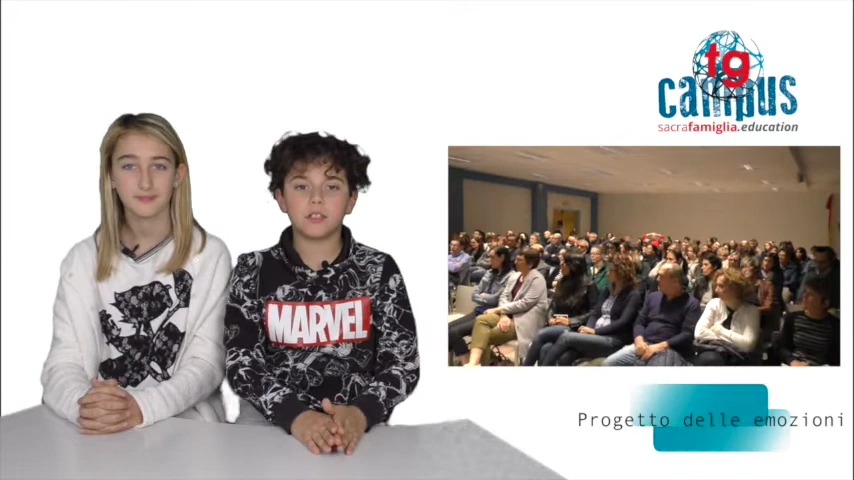 tg
campus
sacrafamiglia.education
MARVEL
Progetto delle emozioni